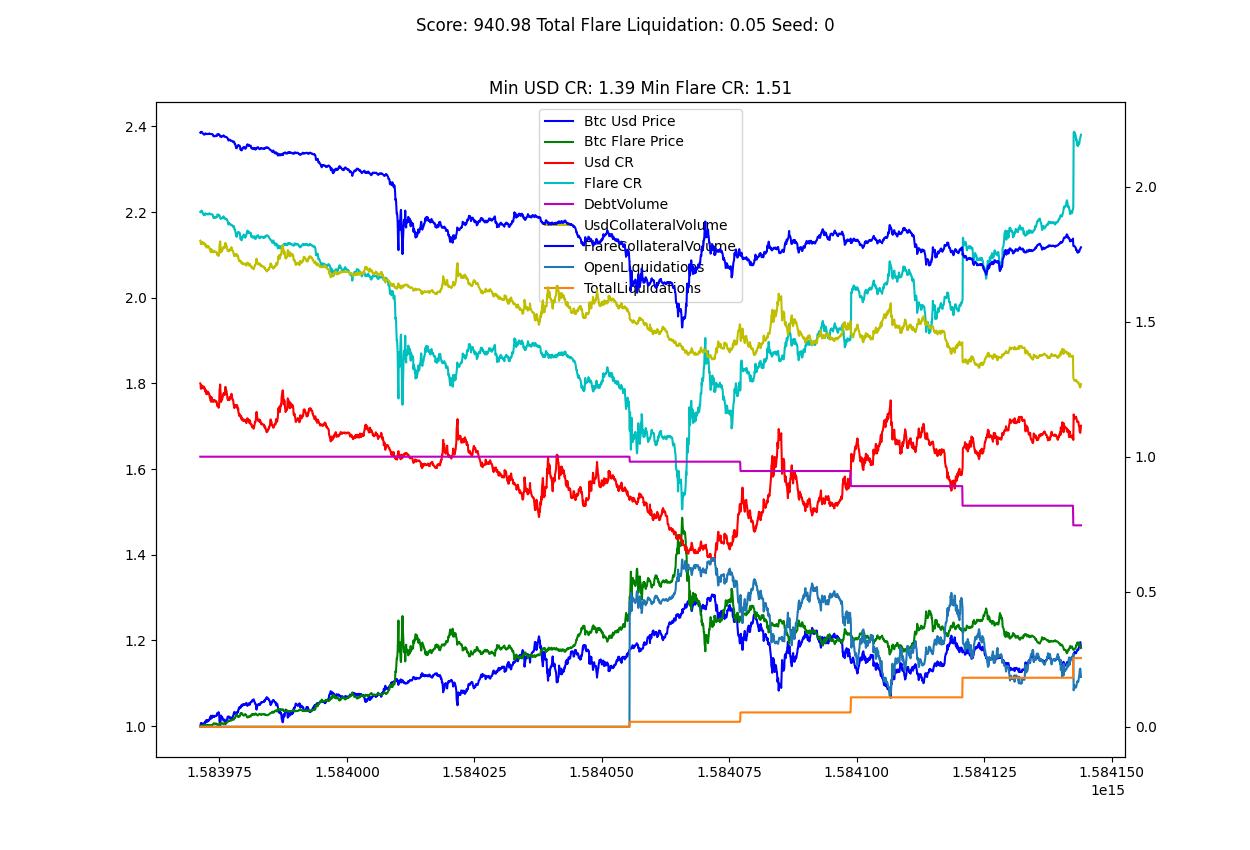 Score: 940.98 Total Flare Liquidation: 0.05 Seed: 0
Min USD CR: 1.39 Min Flare CR: 1.51
Btc Usd Price
Btc Flare Price
Usd CR
Flare CR
DebtVolume
UsdCollateralVolume
FlareCollateralVolume
OpenLiquidations
TotalLiquidations
2.4
2.2
2.0
1.8
1.6
1.4
1.2
1.0
2.0
1.5
1.0
0.5
0.0
1.583975 1.584000 1.584025 1.584050 1.584075 1.584100 1.584125 1.584150
1e15